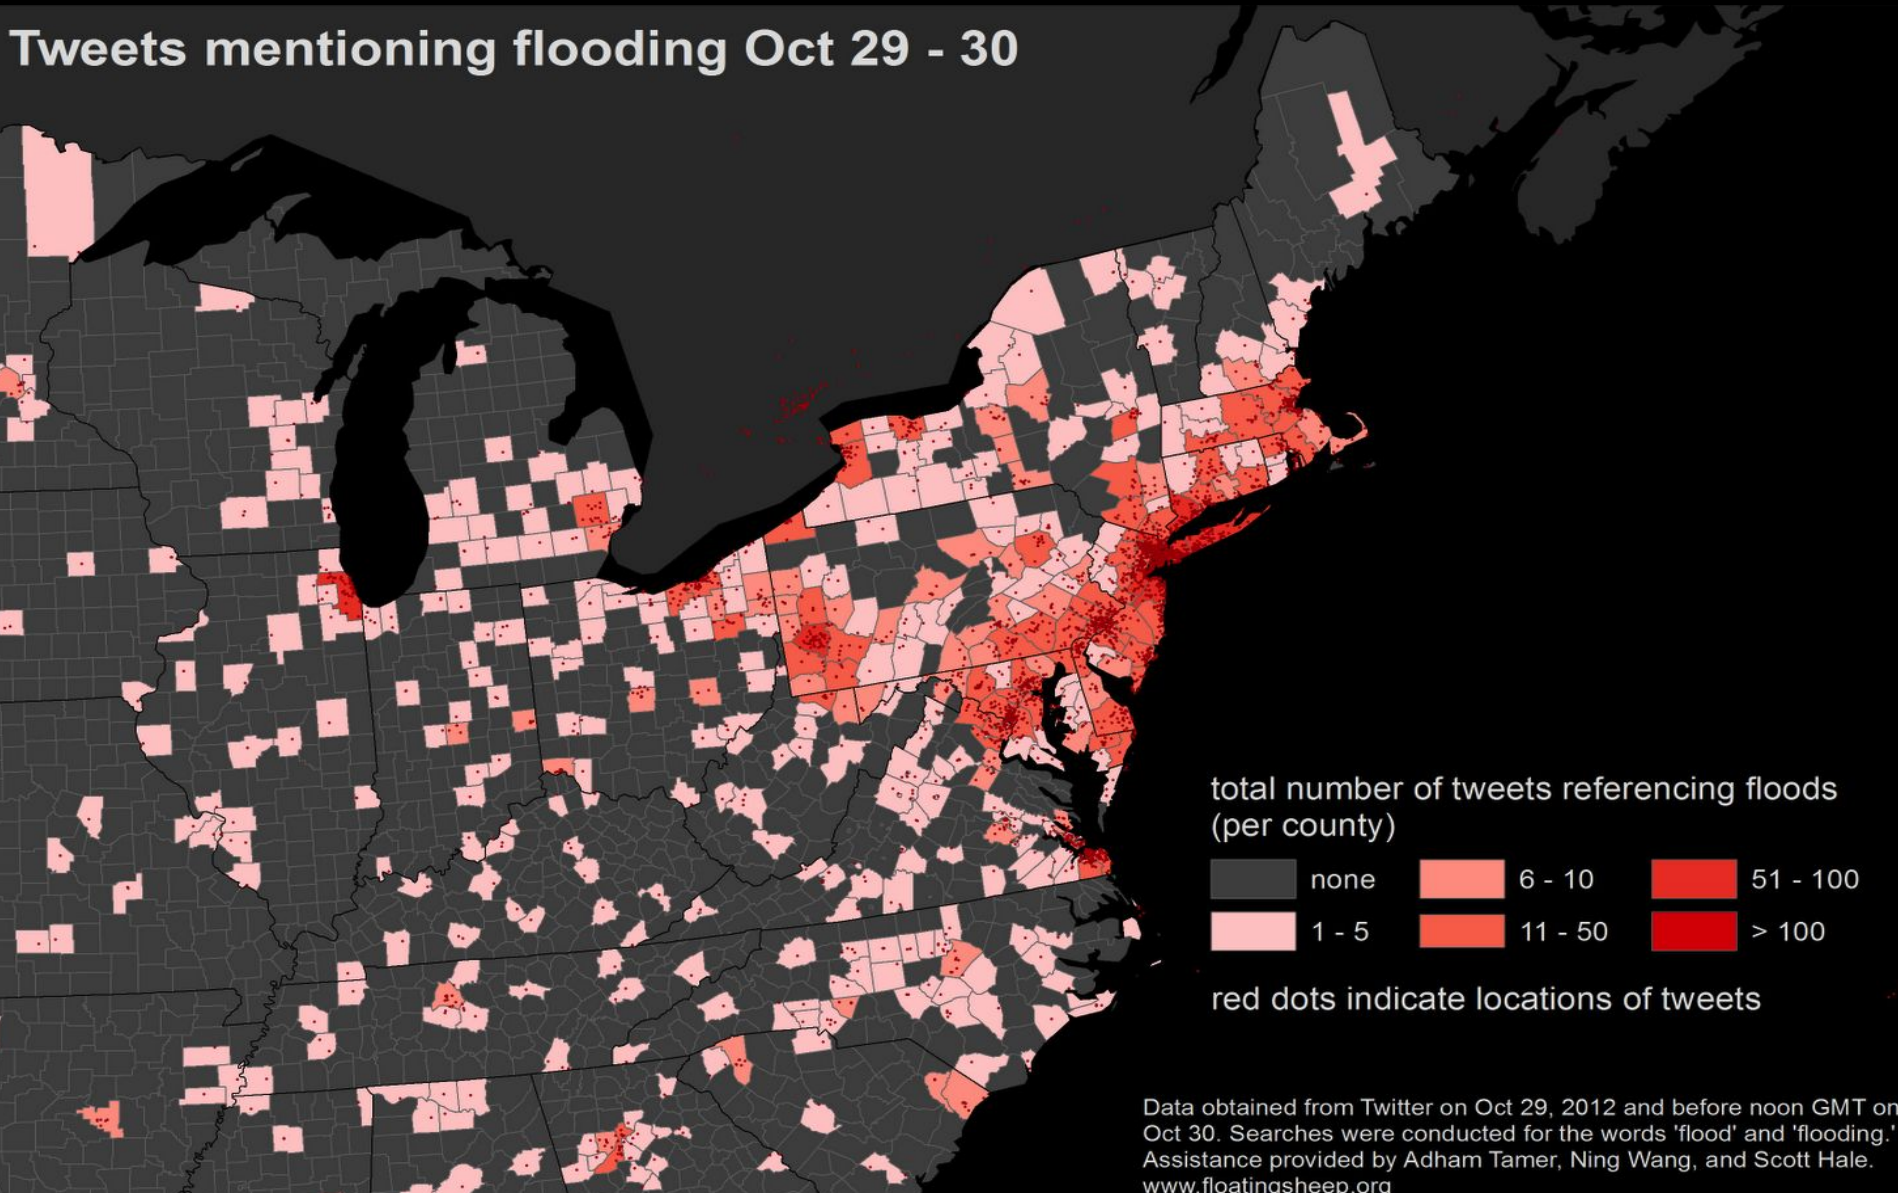 Tweets mentioning flooding Oct 29 - 30
total number of tweets referencing floods
(per county)
none
6 - 10
51 - 100
1 - 5
11 - 50
> 100
red dots indicate locations of tweets
Data obtained from Twitter on Oct 29, 2012 and before noon GMT on
Oct 30. Searches were conducted for the words 'flood' and 'flooding.'
Assistance provided by Adham Tamer, Ning Wang, and Scott Hale.
www.floatingsheep.org